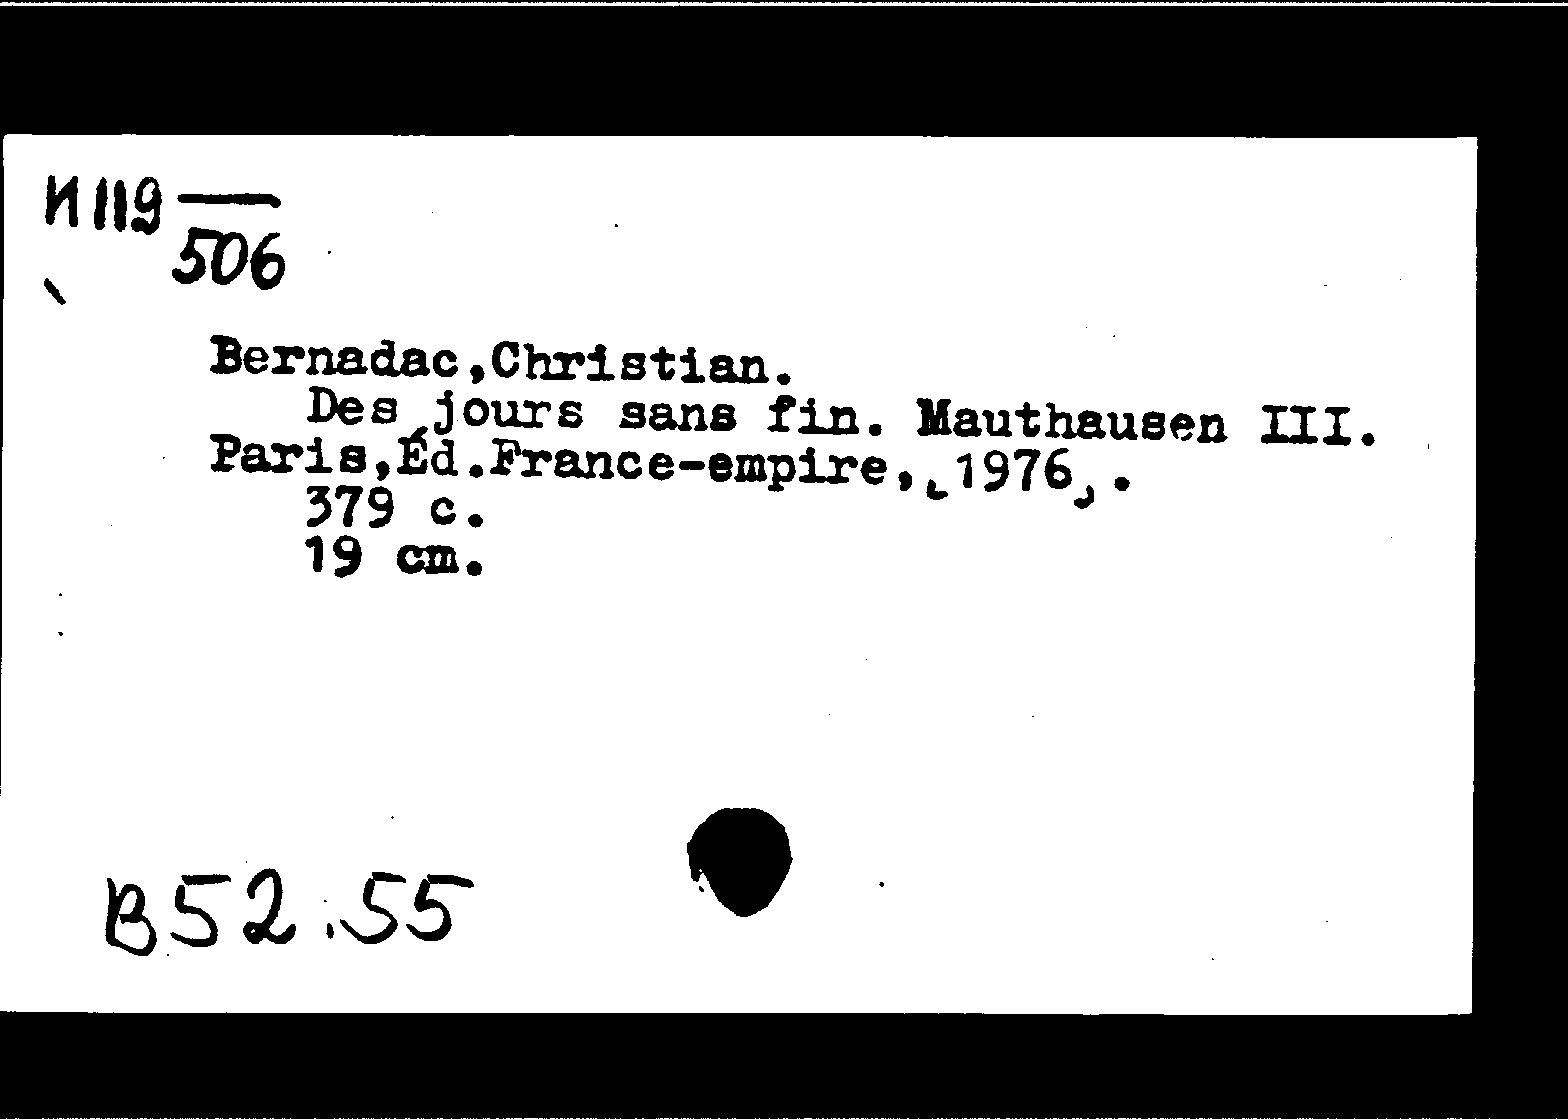 И 119 —
506
Bernadac,Christian.
Des jours sans fin. Mauthausen III.
Paris,Éd.France-empire,[1976].
379 c.
19 cm.
B52.55